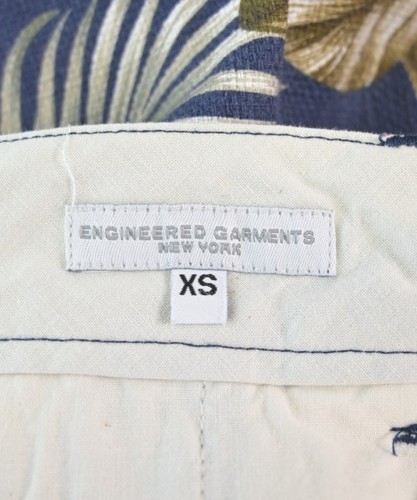 ENGINEERED GARMENTS
NEW YORK
XS